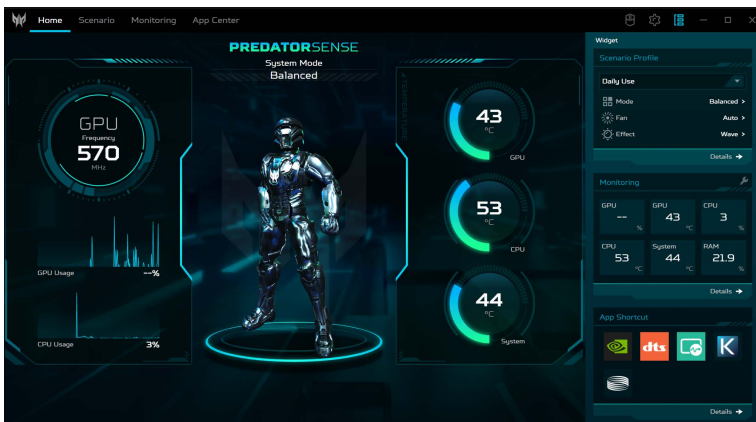 Home Scenario Monitoring App Center
PREDATORSENSE
System Mode
Balanced
GPU
Frequency
570
MHz
GPU Usage --%
CPU Usage 3%
43
°C
GPU
53
°C
CPU
44
°C
System
Widget
Scenario Profile
Daily Use
Mode Balanced >
Fan Auto >
Effect Wave >
Details →
Monitoring
GPU
--
%
GPU
43
°C
CPU
3
%
CPU
53
°C
System
44
°C
RAM
21.9
%
Details →
App Shortcut
dts
K
Details →